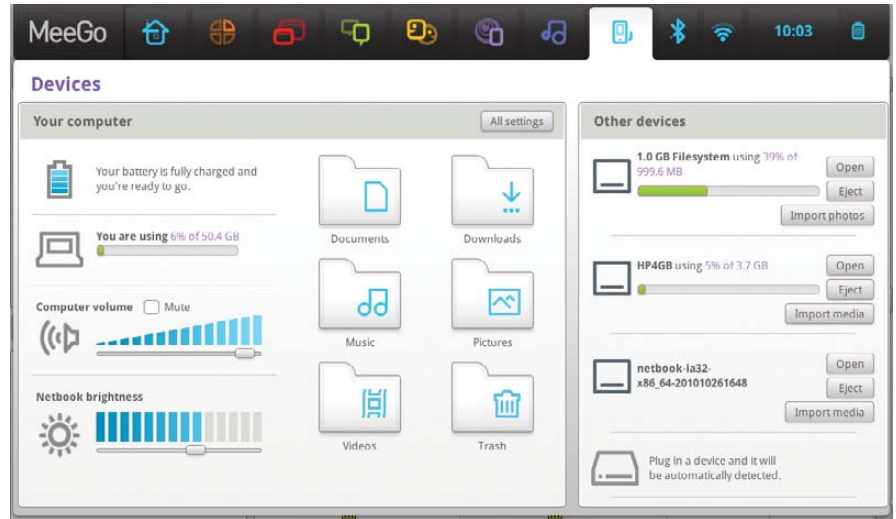 MeeGo
10:03
Devices
Your computer
All settings
Your battery is fully charged and
you're ready to go.
You are using 6% of 50.4 GB
Computer volume
Mute
Netbook brightness
Documents
Downloads
Music
Pictures
Videos
Trash
Other devices
1.0 GB Filesystem using 39% of
999.6 MB
Open
Eject
Import photos
HP4GB using 5% of 3.7 GB
Open
Eject
Import media
netbook-ia32-
x86_64-201010261648
Open
Eject
Import media
Plug in a device and it will
be automatically detected.